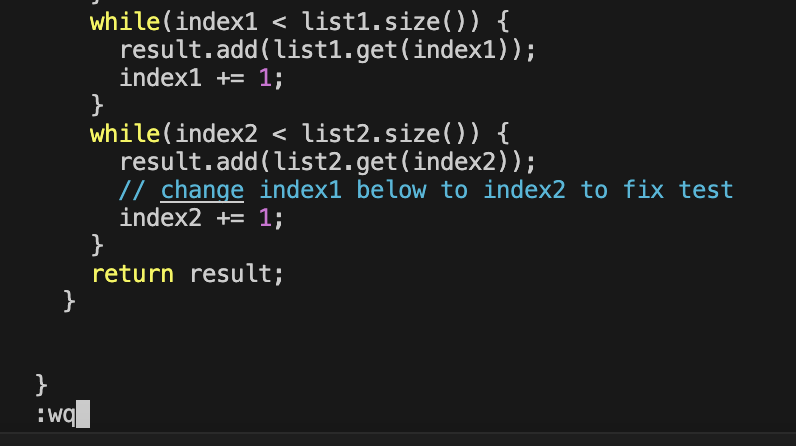 while(index1 < list1.size()) {
result.add(list1.get(index1));
index1 += 1;
}
while(index2 < list2.size()) {
result.add(list2.get(index2));
// change index1 below to index2 to fix test
index2 += 1;
}
return result;
}
}
:wq